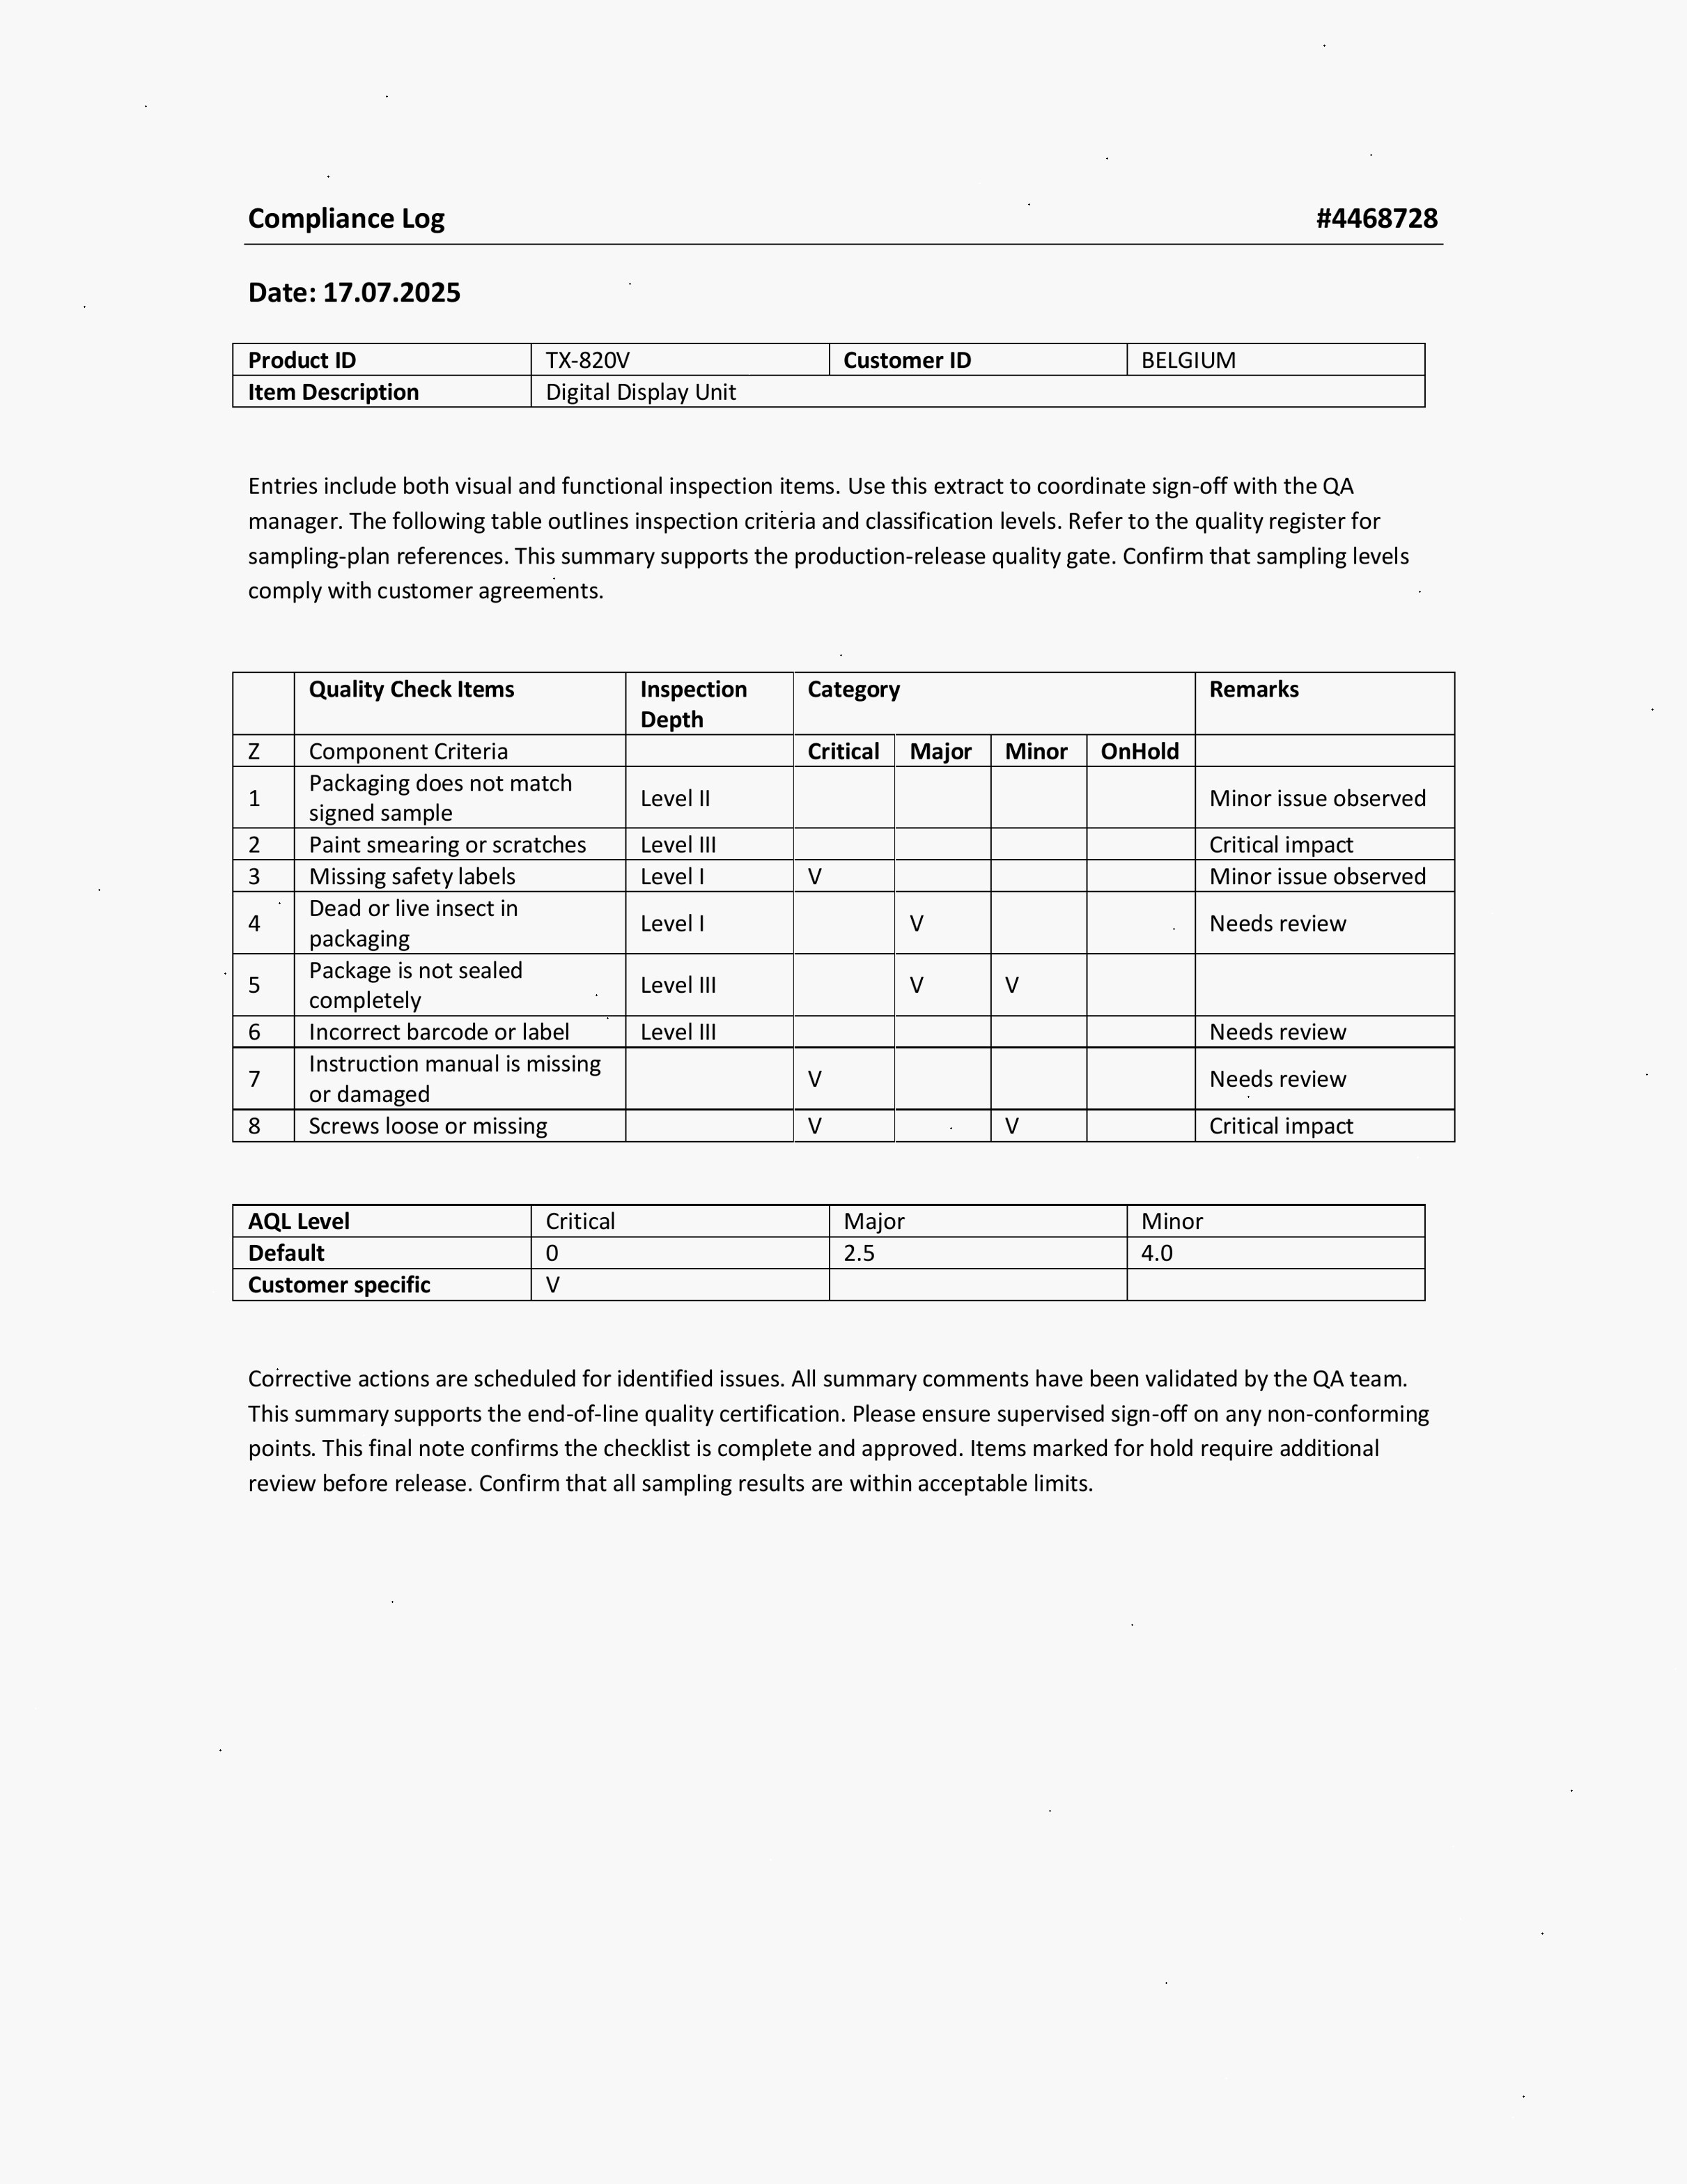 Compliance Log #4468728
Date: 17.07.2025
Product ID TX-820V Customer ID BELGIUM
Item Description Digital Display Unit
Entries include both visual and functional inspection items. Use this extract to coordinate sign-off with the QA
manager. The following table outlines inspection criteria and classification levels. Refer to the quality register for
sampling-plan references. This summary supports the production-release quality gate. Confirm that sampling levels
comply with customer agreements.
Quality Check Items Inspection Category Remarks
Depth
Z Component Criteria Critical Major Minor OnHold
Packaging does not match
1 Level II Minor issue observed
signed sample
2 Paint smearing or scratches Level III Critical impact
3 Missing safety labels Level I V Minor issue observed
Dead or live insect in
4 Level I V Needs review
packaging
Package is not sealed
5 Level III V V
completely
6 Incorrect barcode or label Level III Needs review
Instruction manual is missing
7 V Needs review
or damaged
8 Screws loose or missing V V Critical impact
AQL Level Critical Major Minor
Default 0 2.5 4.0
Customer specific V
Corrective actions are scheduled for identified issues. All summary comments have been validated by the QA team.
This summary supports the end-of-line quality certification. Please ensure supervised sign-off on any non-conforming
points. This final note confirms the checklist is complete and approved. Items marked for hold require additional
review before release. Confirm that all sampling results are within acceptable limits.